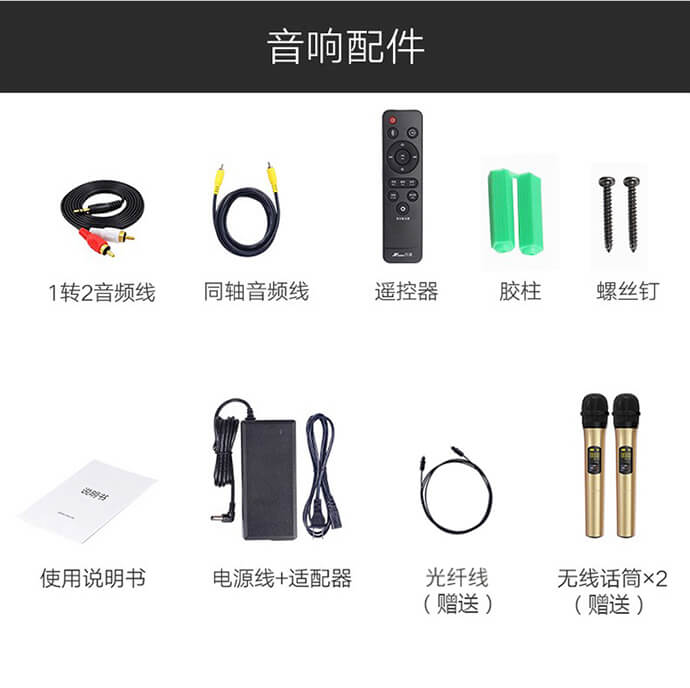 音响配件
1转2音频线
同轴音频线
遥控器
胶柱
螺丝钉
说明书
使用说明书
电源线+适配器
光纤线
（赠送）
无线话筒×2
（赠送）